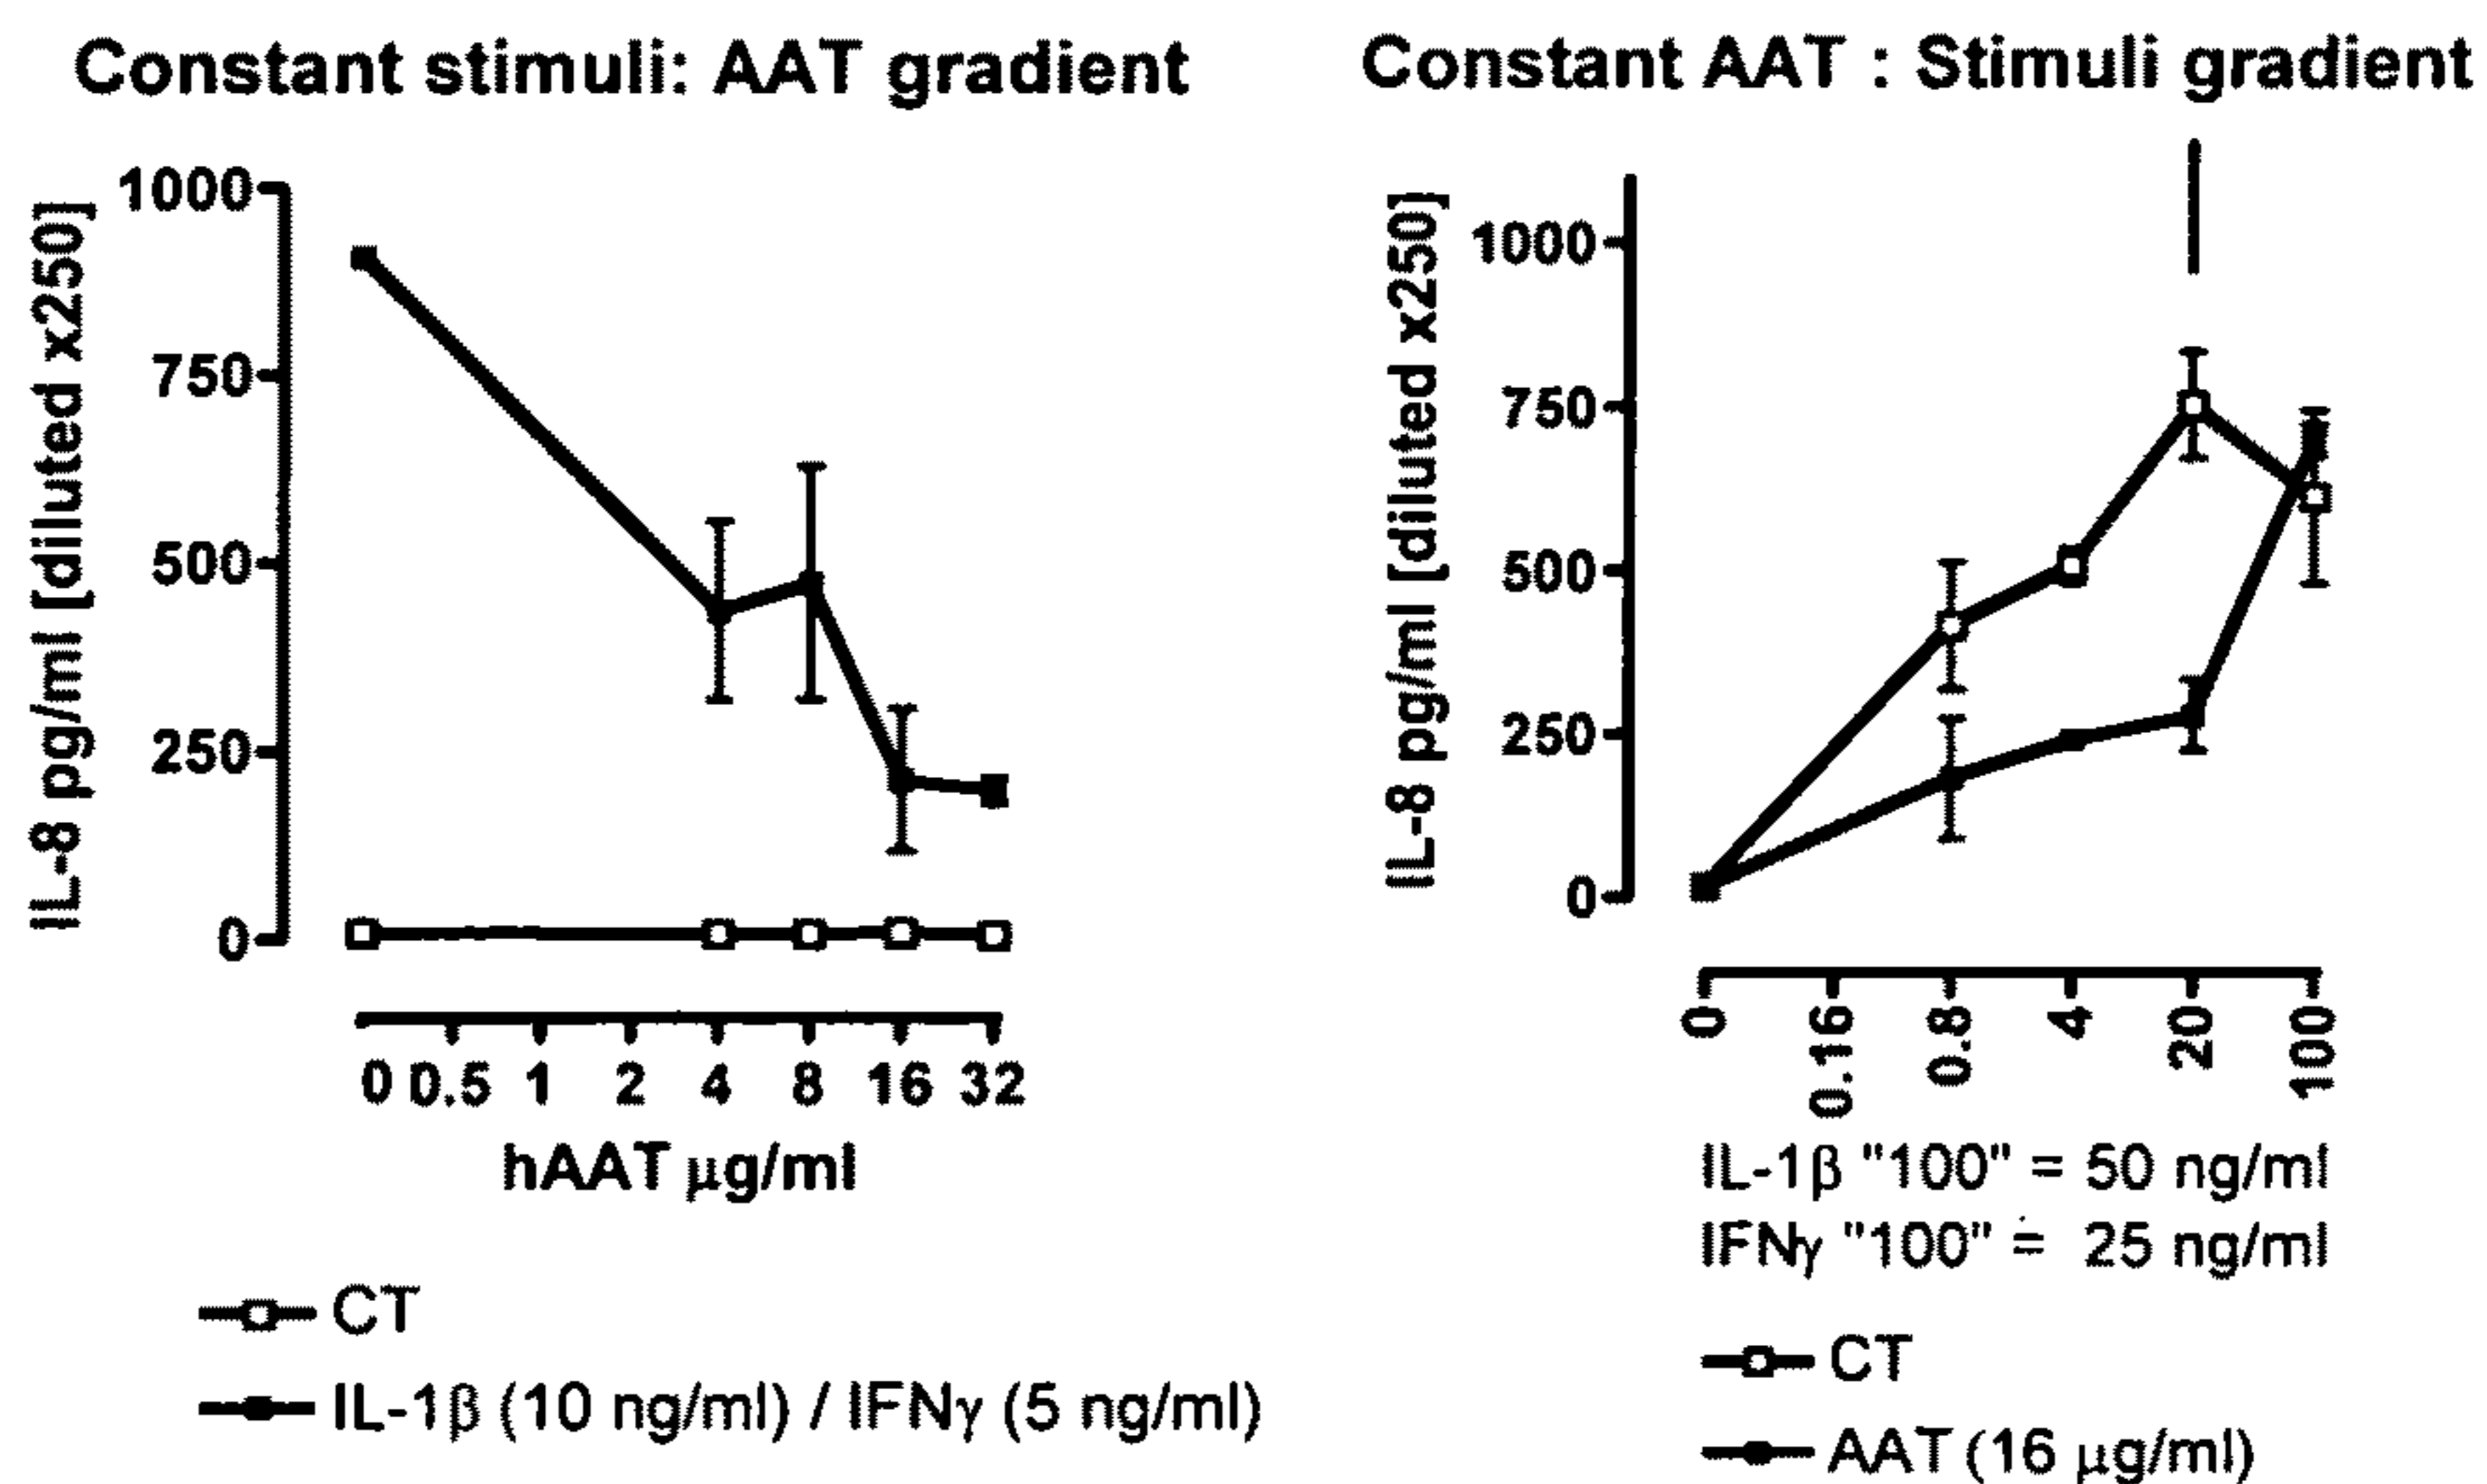 Constant stimuli: AAT gradient
IL-8 pg/ml [diluted x250]
1000
750
500
250
0
0 0.5 1 2 4 8 16 32
hAAT μg/ml
CT
IL-1β (10 ng/ml) / IFNγ (5 ng/ml)
Constant AAT : Stimuli gradient
IL-8 pg/ml [diluted x250]
1000
750
500
250
0
0 0.16 0.8 4 20 100
IL-1β "100" = 50 ng/ml
IFNγ "100" = 25 ng/ml
CT
AAT (16 μg/ml)